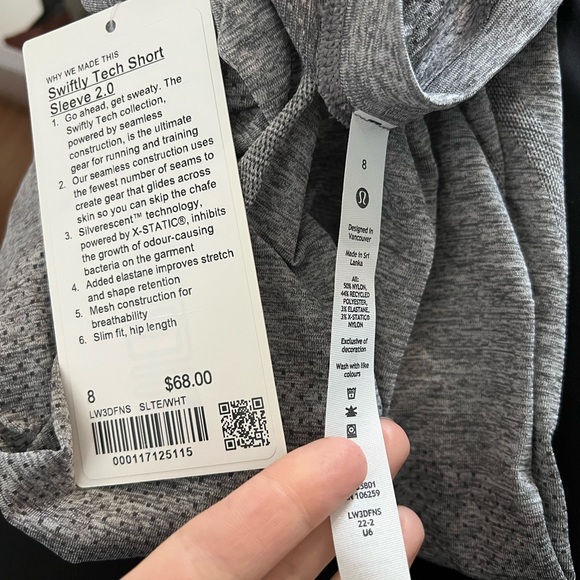 WHY WE MADE THIS
Swiftly Tech Short
Sleeve 2.0
1. Go ahead, get sweaty. The
Swiftly Tech collection,
powered by seamless
construction, is the ultimate
gear for running and training
2. Our seamless construction uses
the fewest number of seams to
create gear that glides across
skin so you can skip the chafe
3. Silverescent™ technology,
powered by X-STATIC®, inhibits
the growth of odour-causing
bacteria on the garment
4. Added elastane improves stretch
and shape retention
5. Mesh construction for
breathability
6. Slim fit, hip length
8 $68.00
LW3DFNS SLTE/WHT
000117125115
8
Designed in
Vancouver
Made in Sri
Lanka
All:
50% NYLON,
44% RECYCLED
POLYESTER,
3% ELASTANE,
3% X-STATIC®
NYLON
Exclusive of
decoration
Wash with like
colours
106259
LW3DFNS
22-2
U6